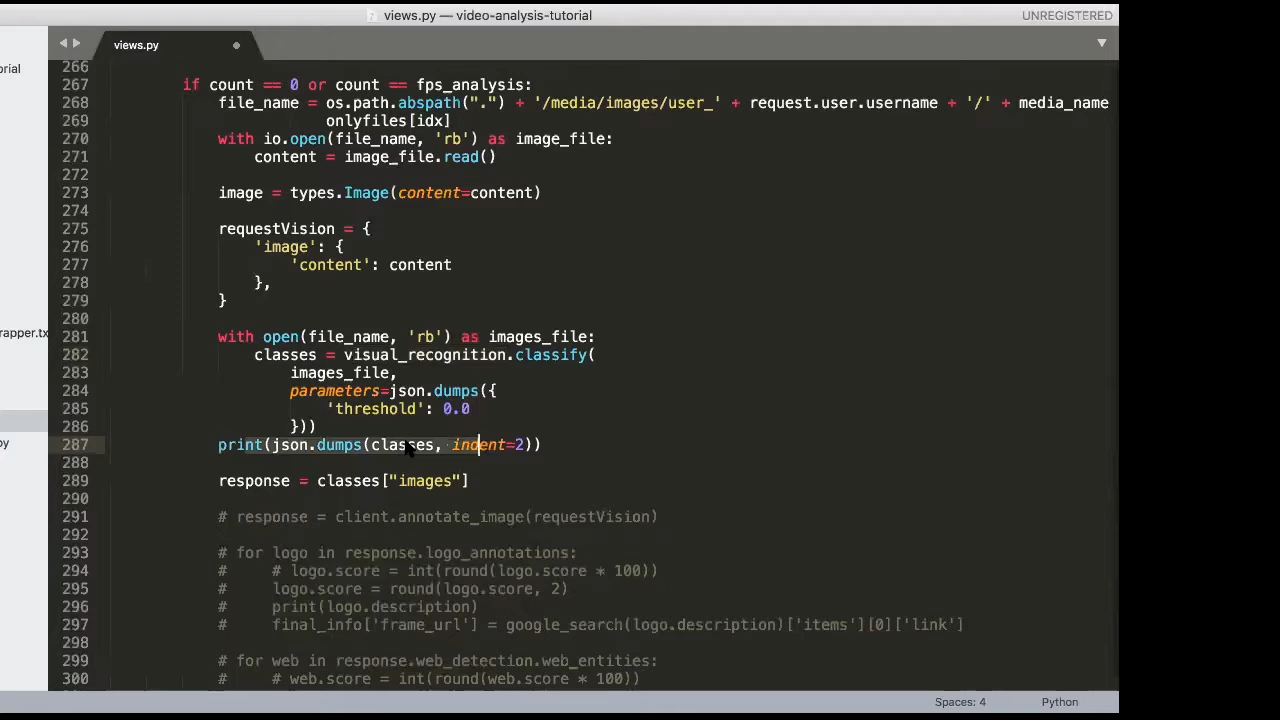 views.py — video-analysis-tutorial
UNREGISTERED
views.py
orial
rapper.tx
py
266
267 if count == 0 or count == fps_analysis:
268 file_name = os.path.abspath(".") + '/media/images/user_' + request.user.username + '/' + media_name
269 onlyfiles[idx]
270 with io.open(file_name, 'rb') as image_file:
271 content = image_file.read()
272
273 image = types.Image(content=content)
274
275 requestVision = {
276 'image': {
277 'content': content
278 },
279 }
280
281 with open(file_name, 'rb') as images_file:
282 classes = visual_recognition.classify(
283 images_file,
284 parameters=json.dumps({
285 'threshold': 0.0
286 }))
287 print(json.dumps(classes, indent=2))
288
289 response = classes["images"]
290
291 # response = client.annotate_image(requestVision)
292
293 # for logo in response.logo_annotations:
294 # # logo.score = int(round(logo.score * 100))
295 # logo.score = round(logo.score, 2)
296 # print(logo.description)
297 # final_info['frame_url'] = google_search(logo.description)['items'][0]['link']
298
299 # for web in response.web_detection.web_entities:
300 # # web.score = int(round(web.score * 100))
Spaces: 4
Python